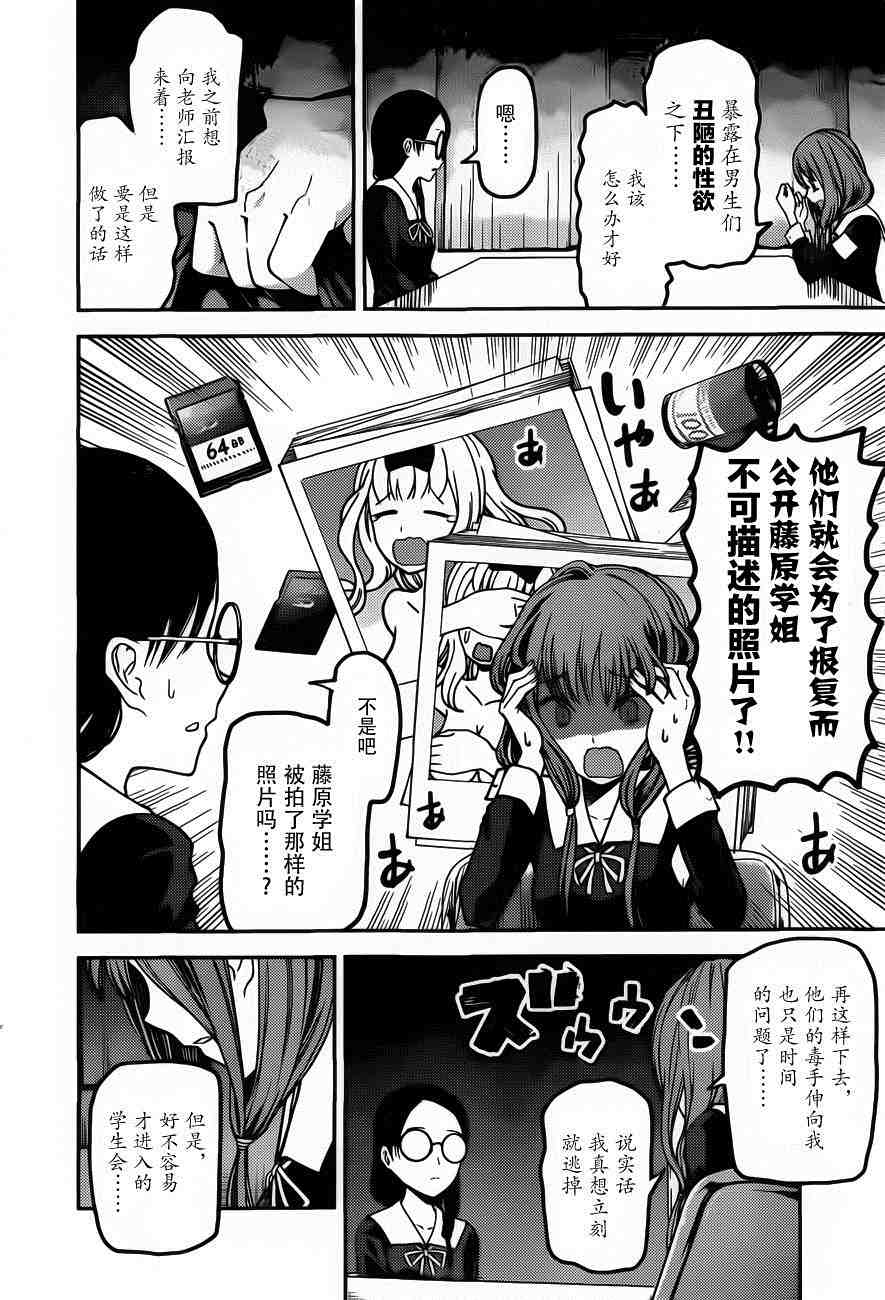 暴露在男生们
丑陋的性欲
之下……
我该
怎么办才好
嗯……
我之前想
向老师汇报
来着……
但是
要是这样
做了的话
他们就会为了报复而
公开藤原学姐
不可描述的照片了!!
いやぁ
あ
あ
あ
64GB
不是吧
藤原学姐
被拍了那样的
照片吗……?
再这样下去，
他们的毒手伸向我
也只是时间
的问题了……
ズゥゥン
说实话
我真想立刻
就逃掉
但是，
好不容易
才进入的
学生会……